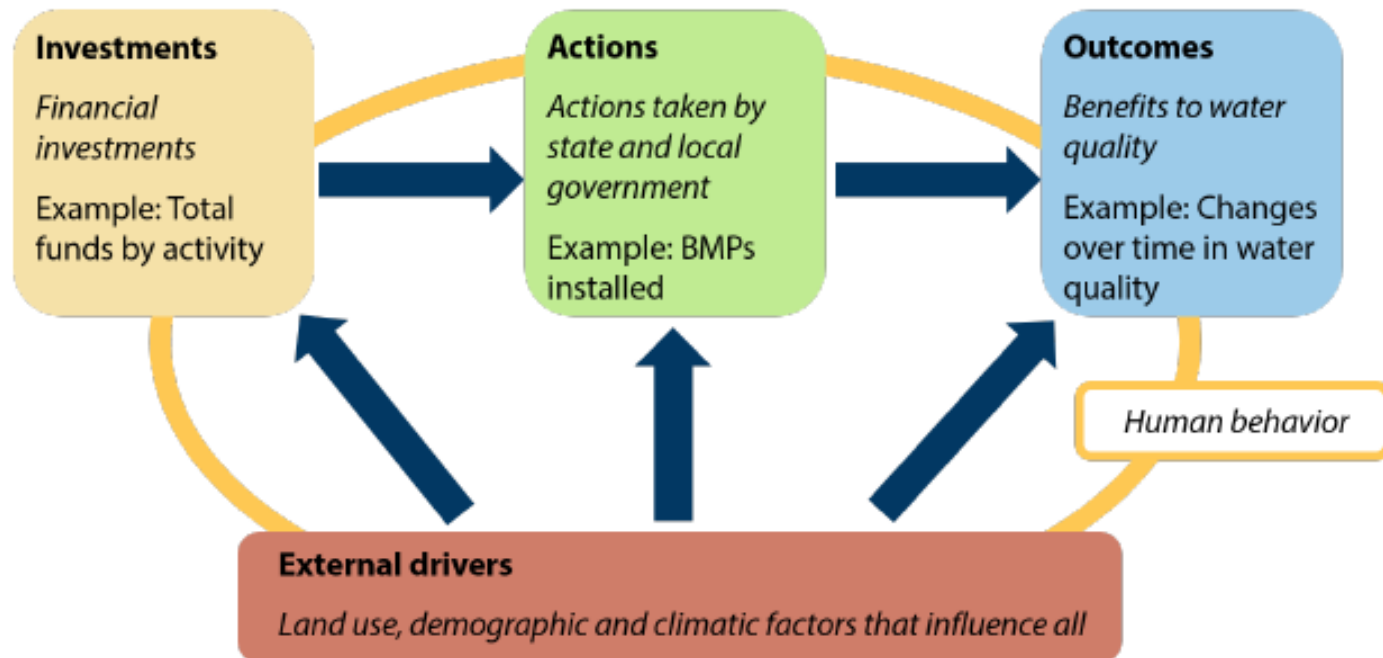 Investments
Financial
investments
Example: Total
funds by activity
Actions
Actions taken by
state and local
government
Example: BMPs
installed
Outcomes
Benefits to water
quality
Example: Changes
over time in water
quality
Human behavior
External drivers
Land use, demographic and climatic factors that influence all